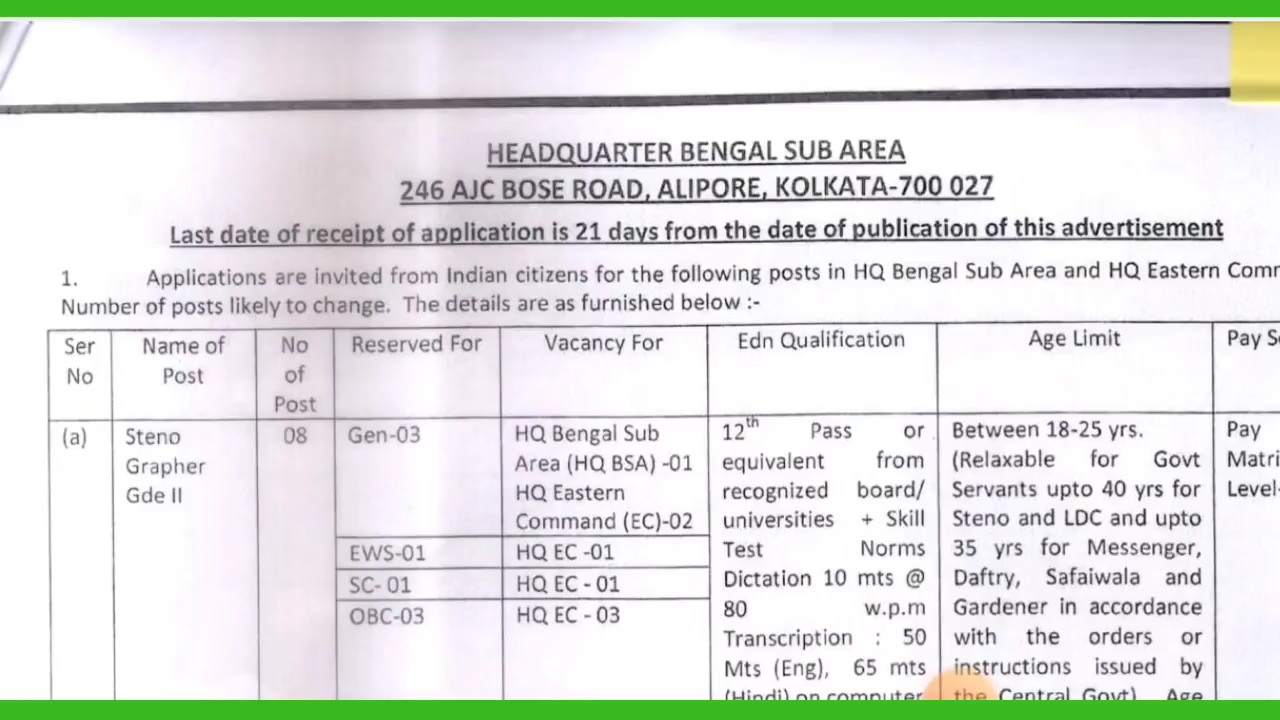 HEADQUARTER BENGAL SUB AREA
246 AJC BOSE ROAD, ALIPORE, KOLKATA-700 027
Last date of receipt of application is 21 days from the date of publication of this advertisement
1. Applications are invited from Indian citizens for the following posts in HQ Bengal Sub Area and HQ Eastern
Number of posts likely to change. The details are as furnished below :-
Ser No
Name of Post
No of Post
Reserved For
Vacancy For
Edn Qualification
Age Limit
Pay
(a)
Steno
Grapher
Gde II
08
Gen-03
HQ Bengal Sub
Area (HQ BSA) -01
HQ Eastern
Command (EC)-02
EWS-01
HQ EC -01
SC- 01
HQ EC - 01
OBC-03
HQ EC - 03
12th Pass or
equivalent from
recognized board/
universities + Skill
Test Norms
Dictation 10 mts @
80 w.p.m
Transcription : 50
Mts (Eng), 65 mts
(Hindi) on computer
Between 18-25 yrs.
(Relaxable for Govt
Servants upto 40 yrs for
Steno and LDC and upto
35 yrs for Messenger,
Daftry, Safaiwala and
Gardener in accordance
with the orders or
instructions issued by
the Central Govt). Age
Pay